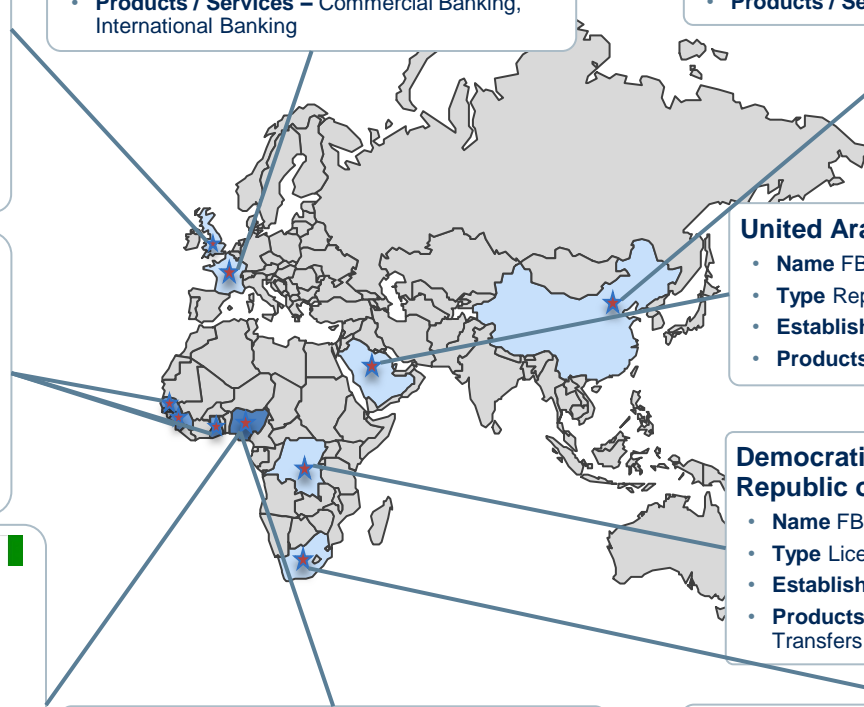 Products / Services – Commercial Banking,
International Banking
Products / Se
United Ara
Name FB
Type Rep
Establish
Products
Democrati
Republic o
Name FB
Type Lice
Establish
Products
Transfers